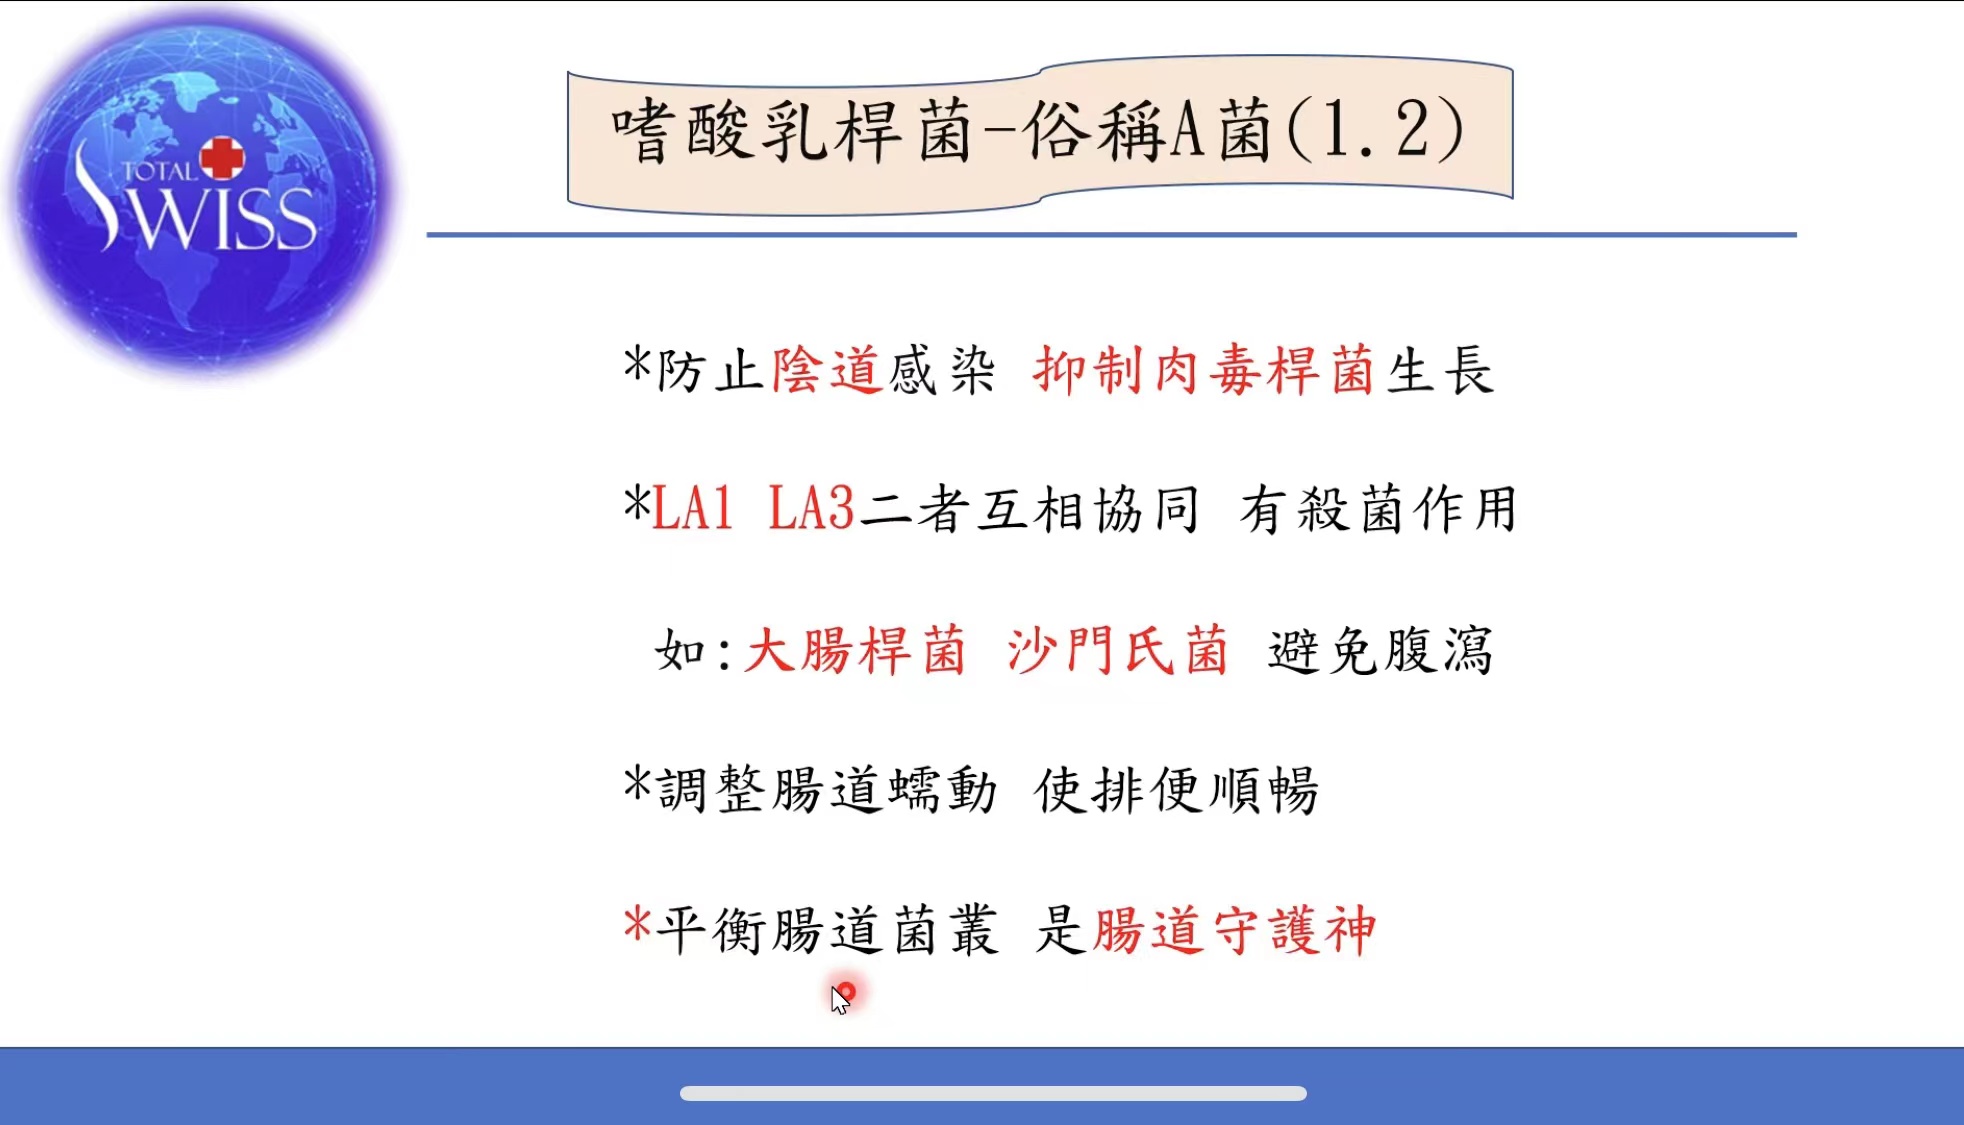 TOTAL
SWISS
嗜酸乳桿菌-俗稱A菌(1.2)
*防止陰道感染 抑制肉毒桿菌生長
*LA1 LA3二者互相協同 有殺菌作用
如:大腸桿菌 沙門氏菌 避免腹瀉
*調整腸道蠕動 使排便順暢
*平衡腸道菌叢 是腸道守護神